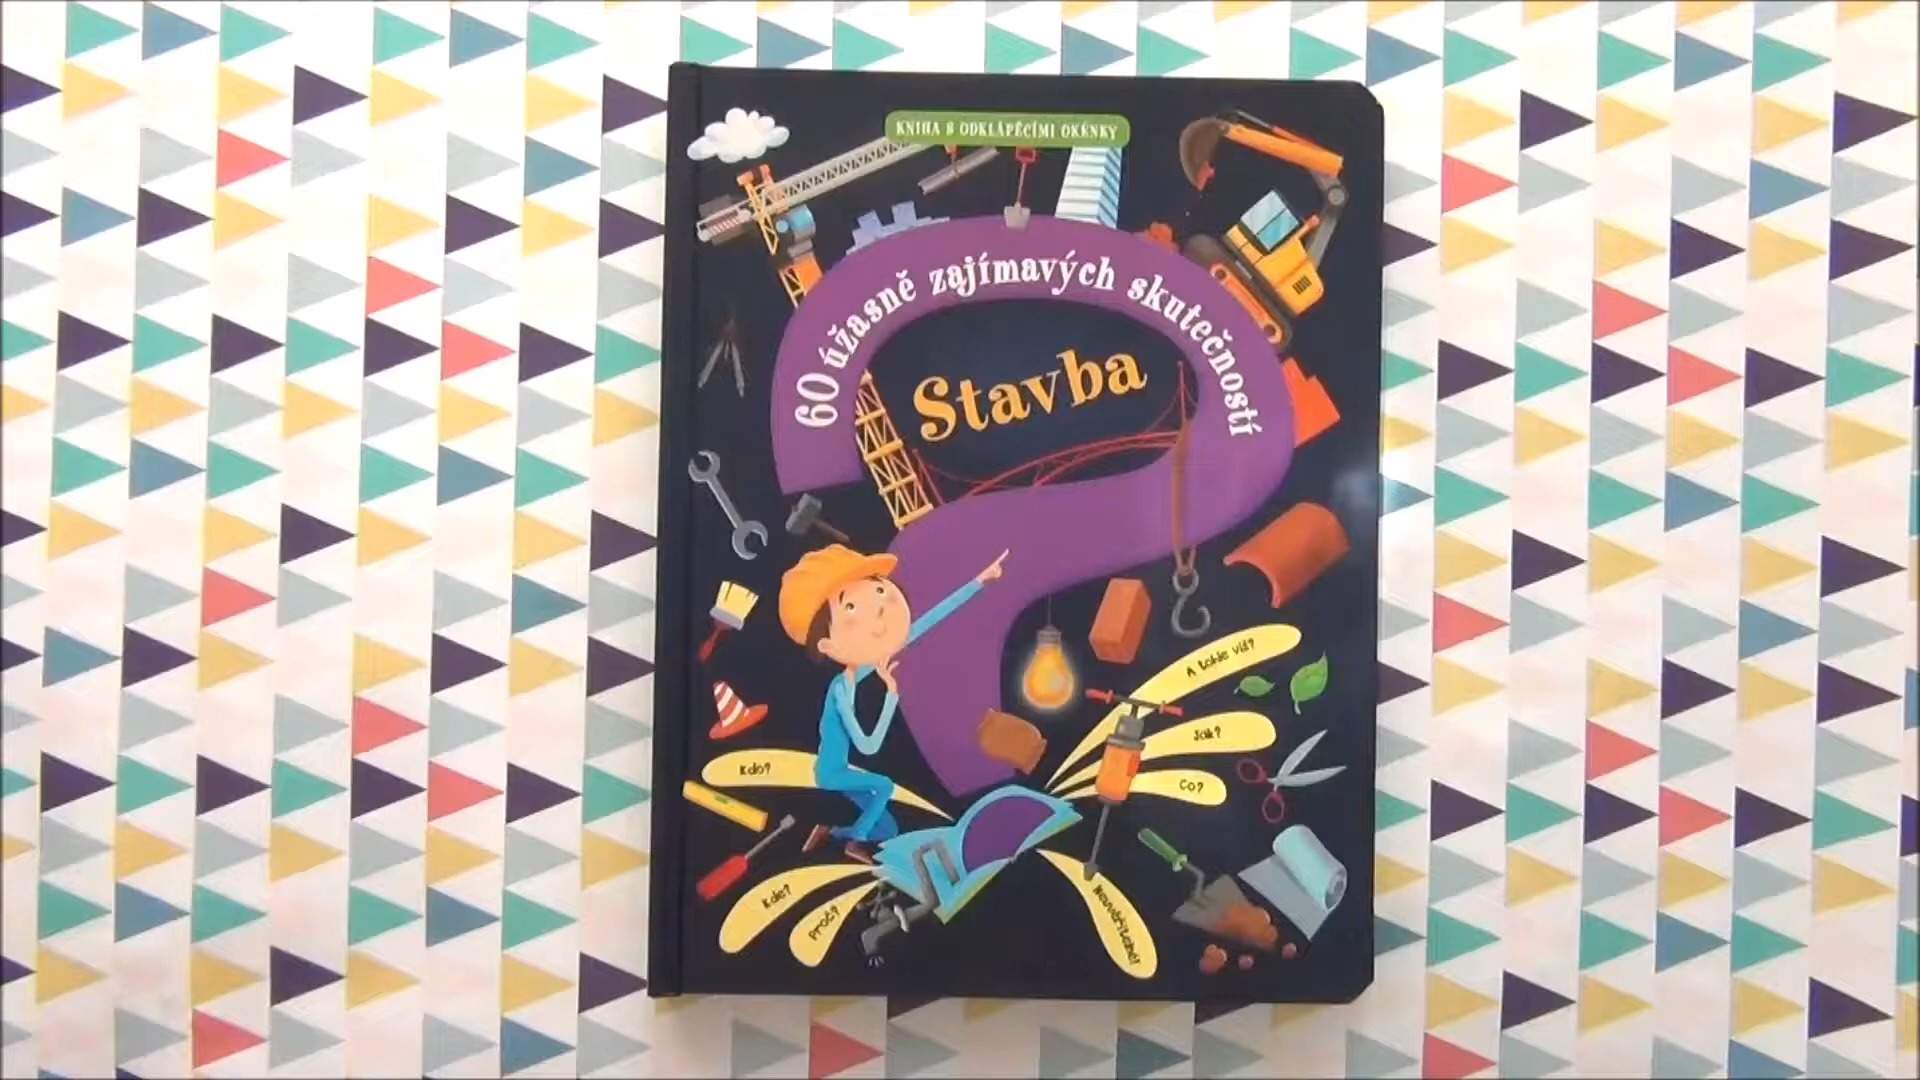 KNIHA S ODKLÁPĚCÍMI OKÉNKY
60 úžasně zajímavých skutečností
Stavba
A tohle víš?
Jak?
Co?
Kdo?
Kde?
Proč?
Neuvěřitelné!